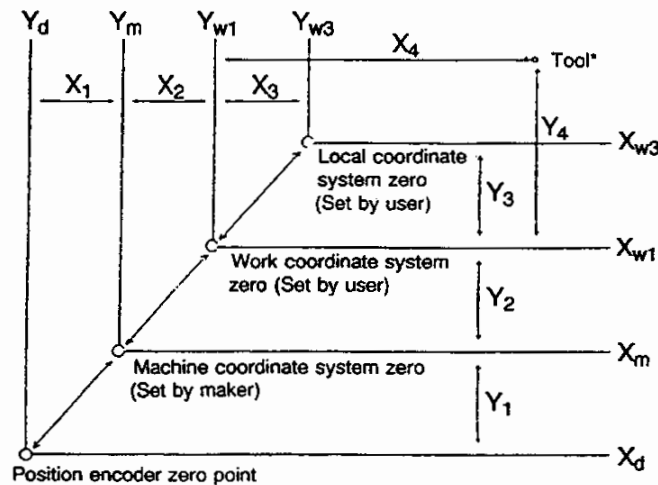 Yd Ym Yw1 Yw3
X4
Tool*
X1 X2 X3
Y4
Xw3
Local coordinate
system zero
(Set by user)
Y3
Xw1
Work coordinate system
zero (Set by user)
Y2
Xm
Machine coordinate system zero
(Set by maker)
Y1
Xd
Position encoder zero point